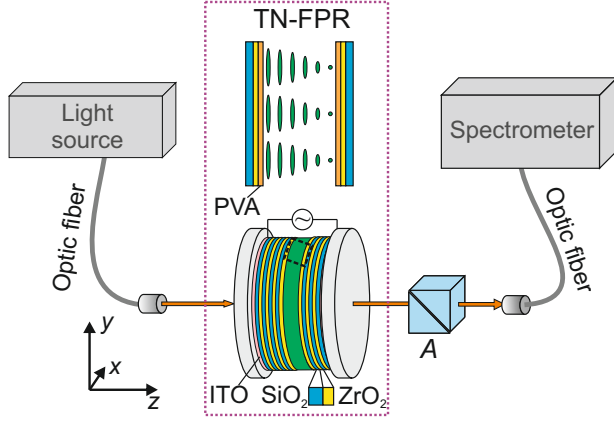 TN-FPR
Light
source
Spectrometer
PVA
Optic fiber
Optic fiber
y
x
z
ITO
SiO₂
ZrO₂
A